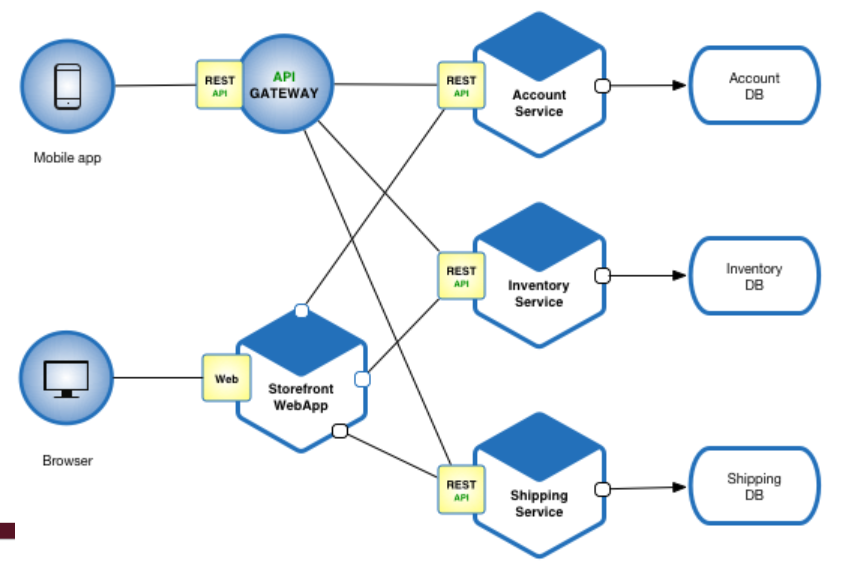 REST
API
API
GATEWAY
REST
API
Account
Service
Account
DB
Mobile app
REST
API
Inventory
Service
Inventory
DB
Web
Storefront
WebApp
Browser
REST
API
Shipping
Service
Shipping
DB